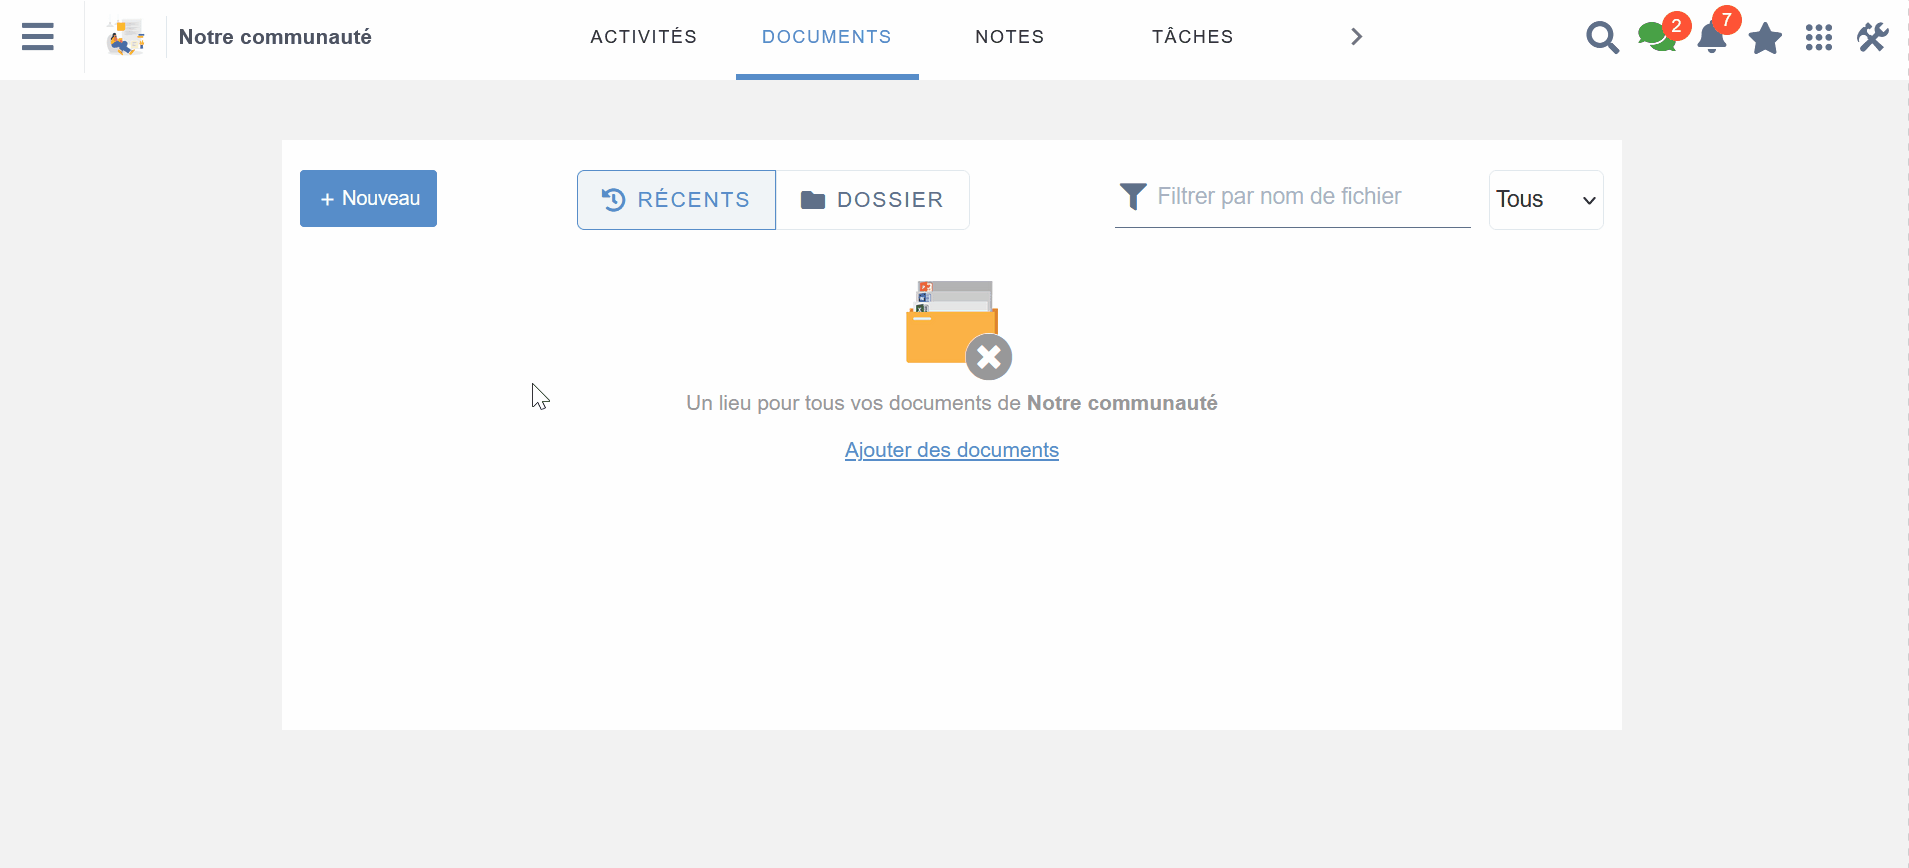 Notre communauté
ACTIVITÉS
DOCUMENTS
NOTES
TÂCHES
2
7
+ Nouveau
RÉCENTS
DOSSIER
Filtrer par nom de fichier
Tous
Un lieu pour tous vos documents de Notre communauté
Ajouter des documents